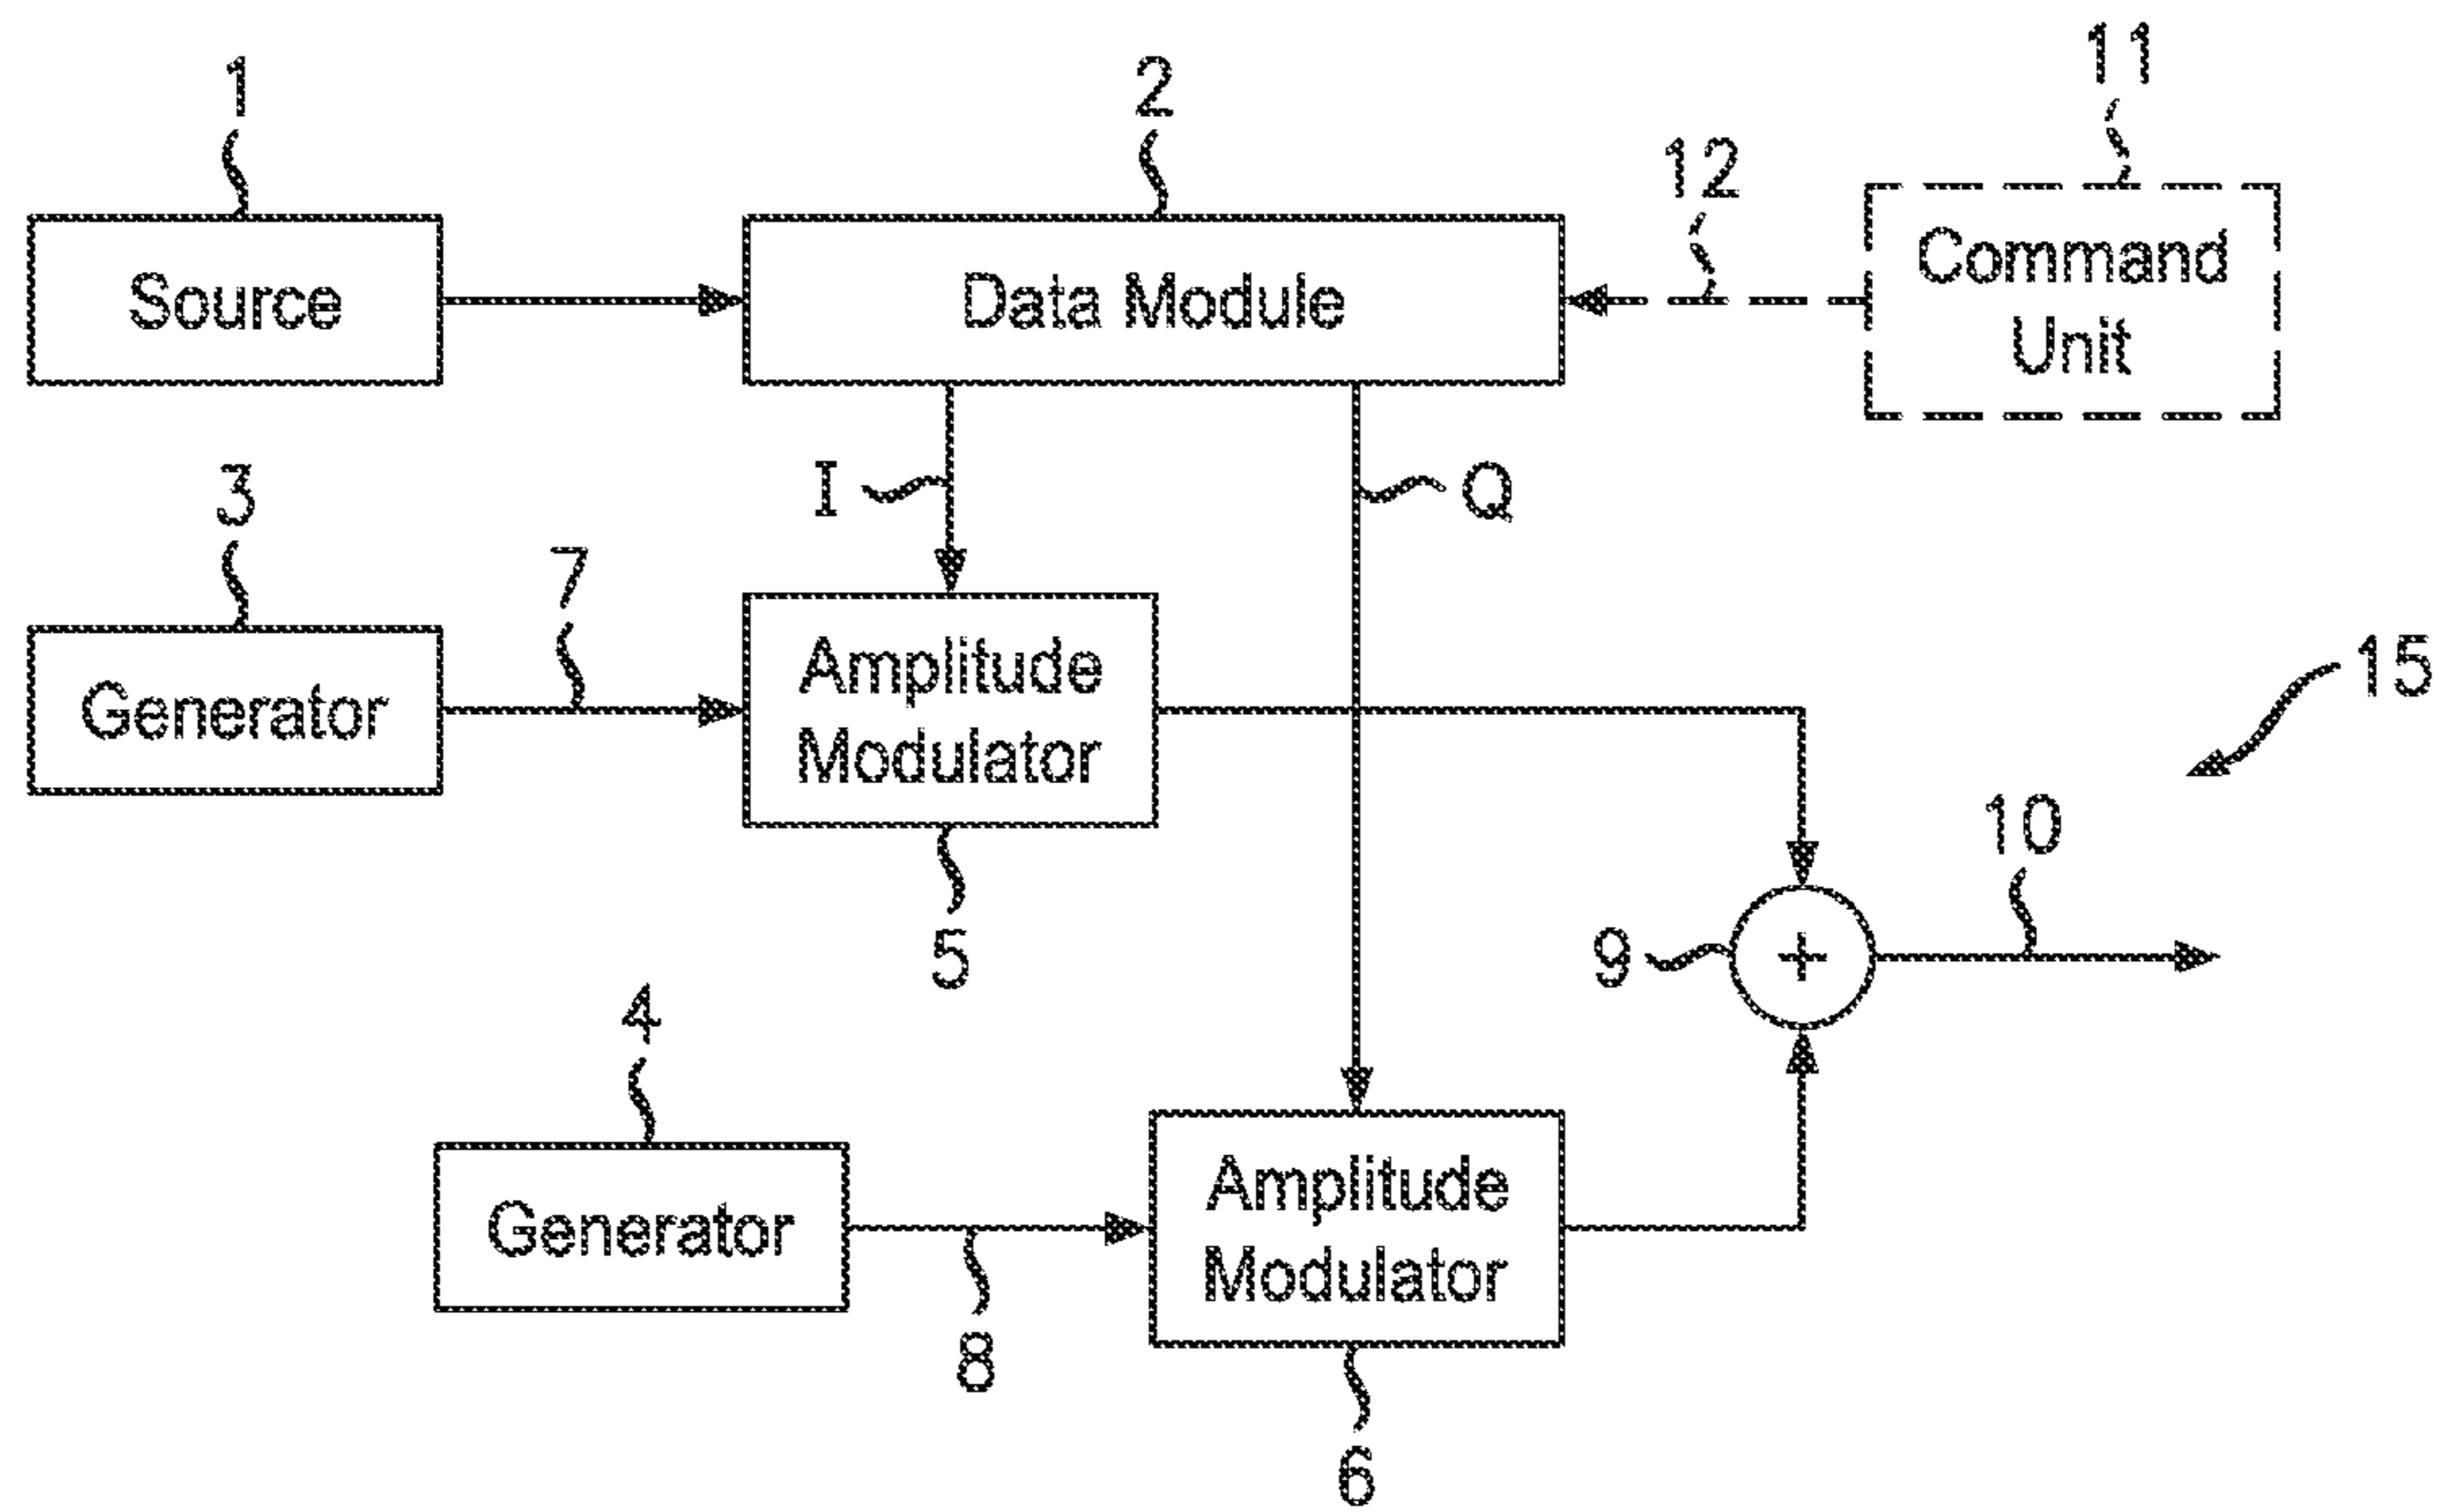 1
2
11
12
Source
Data Module
Command
Unit
I
Q
3
7
Generator
Amplitude
Modulator
15
10
5
9
+
4
Generator
Amplitude
Modulator
8
6